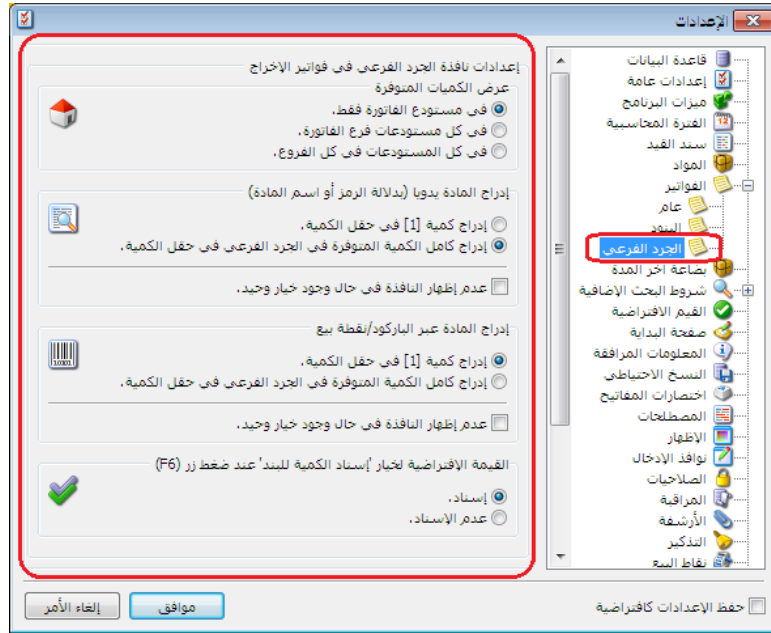 الإعدادات
قاعدة البيانات
إعدادات عامة
ميزات البرنامج
الفترة المحاسبية
سند القيد
المواد
الفواتير
عام
البنود
الجرد الفرعي
بضاعة آخر المدة
شروط البحث الإضافية
القيم الافتراضية
صفحة البداية
المعلومات المرافقة
النسخ الاحتياطي
اختصارات المفاتيح
المصطلحات
الإظهار
نوافذ الإدخال
الصلاحيات
المراقبة
الأرشفة
التذكير
نقاط البيع
إعدادات نافذة الجرد الفرعي في فواتير الإخراج
عرض الكميات المتوفرة
في مستودع الفاتورة فقط.
في كل مستودعات فرع الفاتورة.
في كل المستودعات في كل الفروع.
إدراج المادة يدويا (بدلالة الرمز أو اسم المادة)
إدراج كمية [1] في حقل الكمية.
إدراج كامل الكمية المتوفرة في الجرد الفرعي في حقل الكمية.
عدم إظهار النافذة في حال وجود خيار وحيد.
إدراج المادة عبر الباركود/نقطة بيع
إدراج كمية [1] في حقل الكمية.
إدراج كامل الكمية المتوفرة في الجرد الفرعي في حقل الكمية.
عدم إظهار النافذة في حال وجود خيار وحيد.
القيمة الإفتراضية لخيار 'إسناد الكمية للبند' عند ضغط زر (F6)
إسناد.
عدم الإسناد.
حفظ الإعدادات كافتراضية
موافق
إلغاء الأمر